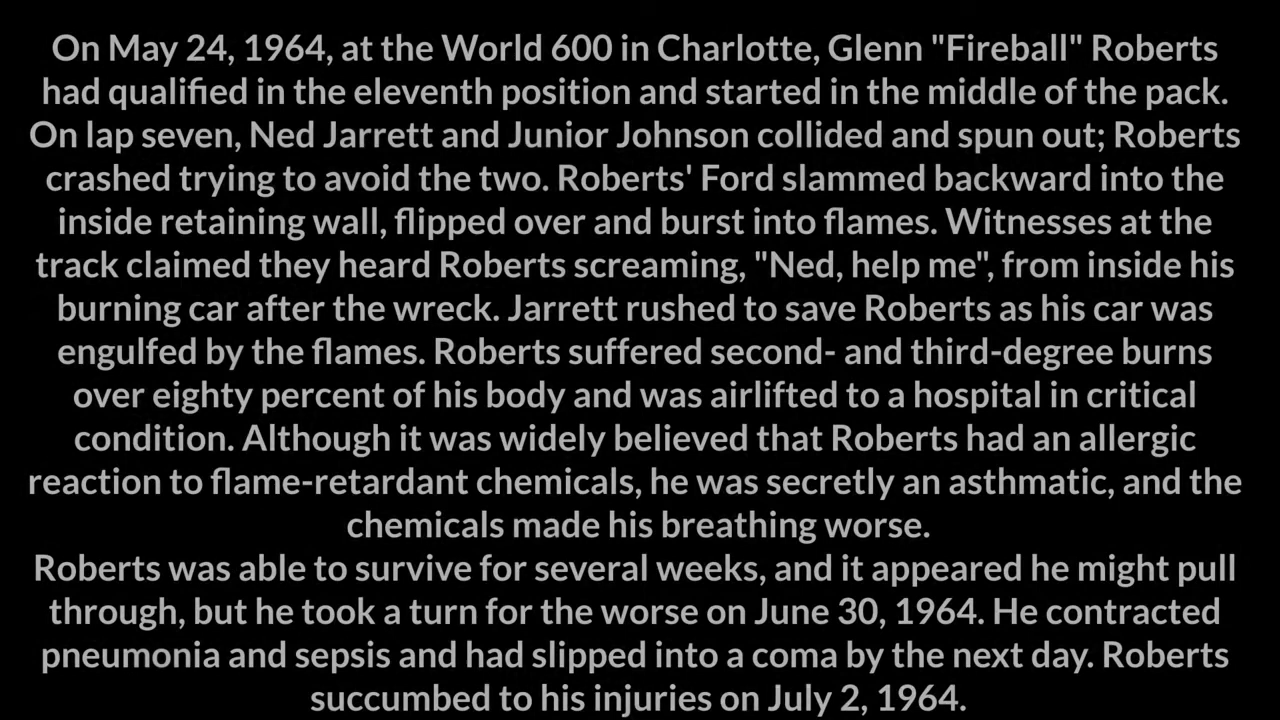 On May 24, 1964, at the World 600 in Charlotte, Glenn "Fireball" Roberts
had qualified in the eleventh position and started in the middle of the pack.
On lap seven, Ned Jarrett and Junior Johnson collided and spun out; Roberts
crashed trying to avoid the two. Roberts' Ford slammed backward into the
inside retaining wall, flipped over and burst into flames. Witnesses at the
track claimed they heard Roberts screaming, "Ned, help me", from inside his
burning car after the wreck. Jarrett rushed to save Roberts as his car was
engulfed by the flames. Roberts suffered second- and third-degree burns
over eighty percent of his body and was airlifted to a hospital in critical
condition. Although it was widely believed that Roberts had an allergic
reaction to flame-retardant chemicals, he was secretly an asthmatic, and the
chemicals made his breathing worse.
Roberts was able to survive for several weeks, and it appeared he might pull
through, but he took a turn for the worse on June 30, 1964. He contracted
pneumonia and sepsis and had slipped into a coma by the next day. Roberts
succumbed to his injuries on July 2, 1964.